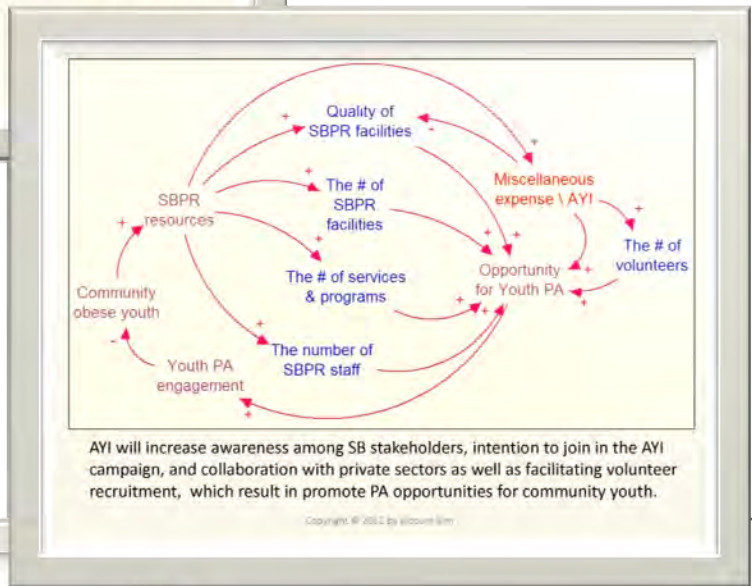 Quality of
SBPR facilities
+
-
+
SBPR
resources
The # of
SBPR
facilities
Miscellaneous
expense \ AYI
+
+
+
+
+
The # of
volunteers
The # of services
& programs
Opportunity
for Youth PA
+
Community
obese youth
+
+
+
+
-
The number of
SBPR staff
Youth PA
engagement
+
AYI will increase awareness among SB stakeholders, intention to join in the AYI
campaign, and collaboration with private sectors as well as facilitating volunteer
recruitment, which result in promote PA opportunities for community youth.
Copyright ©